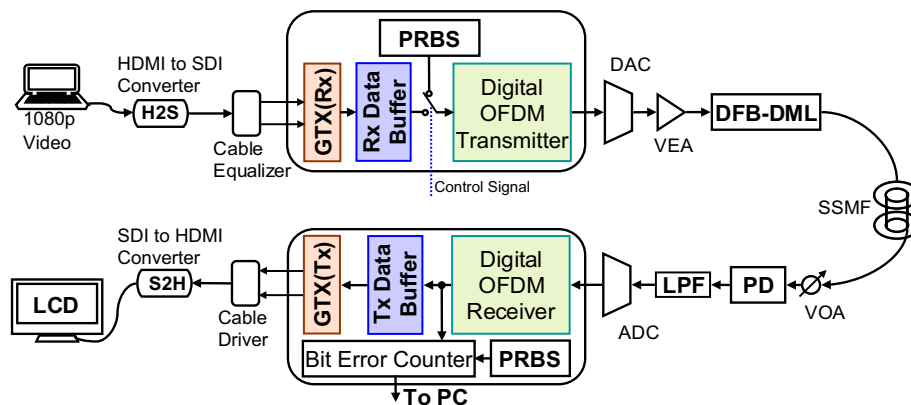 1080p
Video
HDMI to SDI
Converter
H2S
Cable
Equalizer
GTX(Rx)
Rx Data
Buffer
PRBS
Control Signal
Digital
OFDM
Transmitter
DAC
VEA
DFB-DML
SSMF
VOA
PD
LPF
ADC
Digital
OFDM
Receiver
Tx Data
Buffer
GTX(Tx)
Bit Error Counter
PRBS
To PC
Cable
Driver
SDI to HDMI
Converter
S2H
LCD